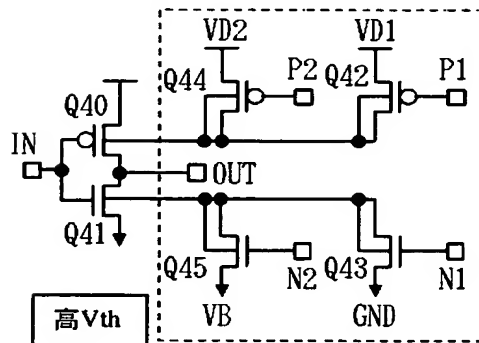 VD2 VD1
Q44 P2 Q42 P1
Q40
IN
OUT
Q41
Q45 N2 Q43 N1
VB GND
高Vth